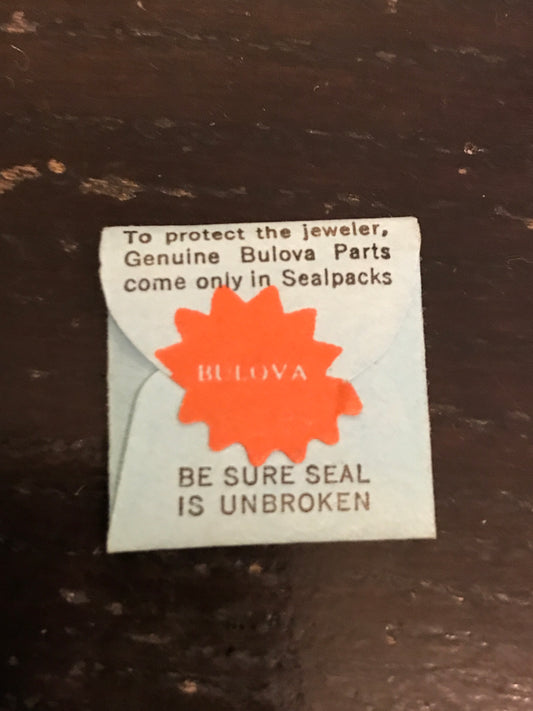 To protect the jeweler,
Genuine Bulova Parts
come only in Sealpacks
BULOVA
BE SURE SEAL
IS UNBROKEN